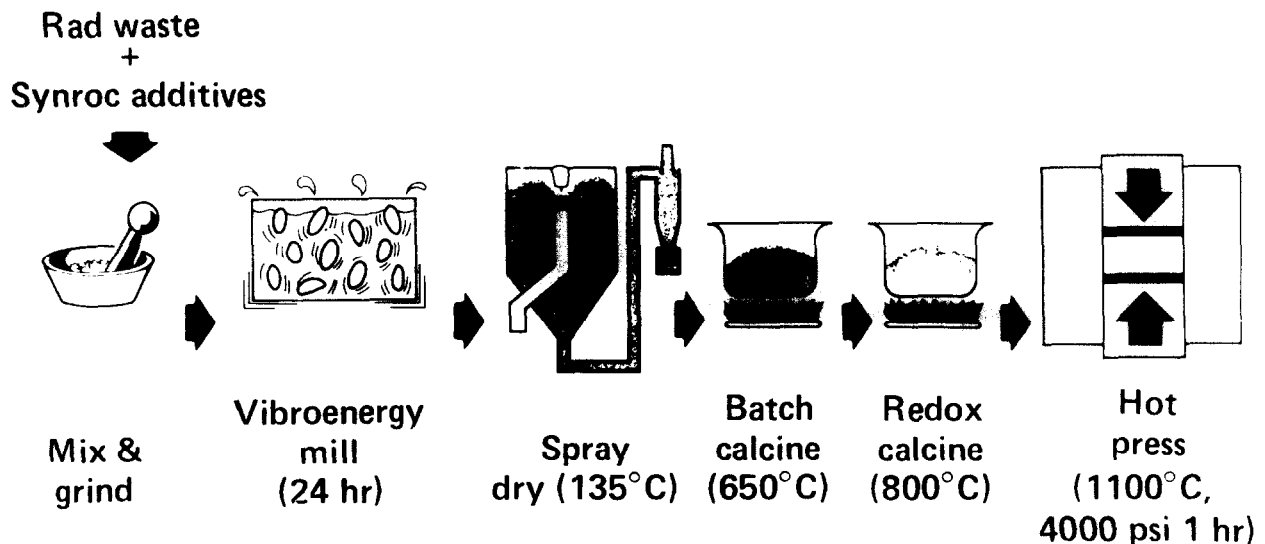 Rad waste
+
Synroc additives
Mix &
grind
Vibroenergy
mill
(24 hr)
Spray
dry (135°C)
Batch
calcine
(650°C)
Redox
calcine
(800°C)
Hot
press
(1100°C,
4000 psi 1 hr)